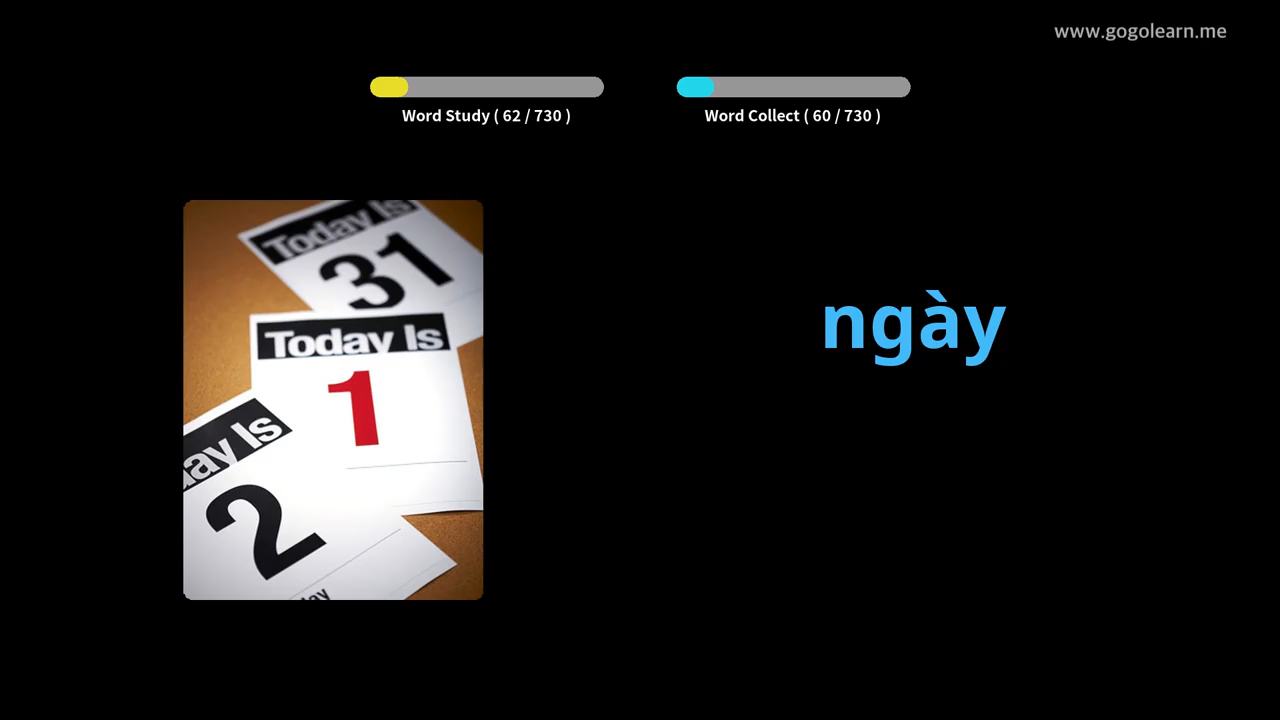 www.gogolearn.me
Word Study ( 62 / 730 )
Word Collect ( 60 / 730 )
Today Is
31
Today Is
1
ay Is
2
ngày